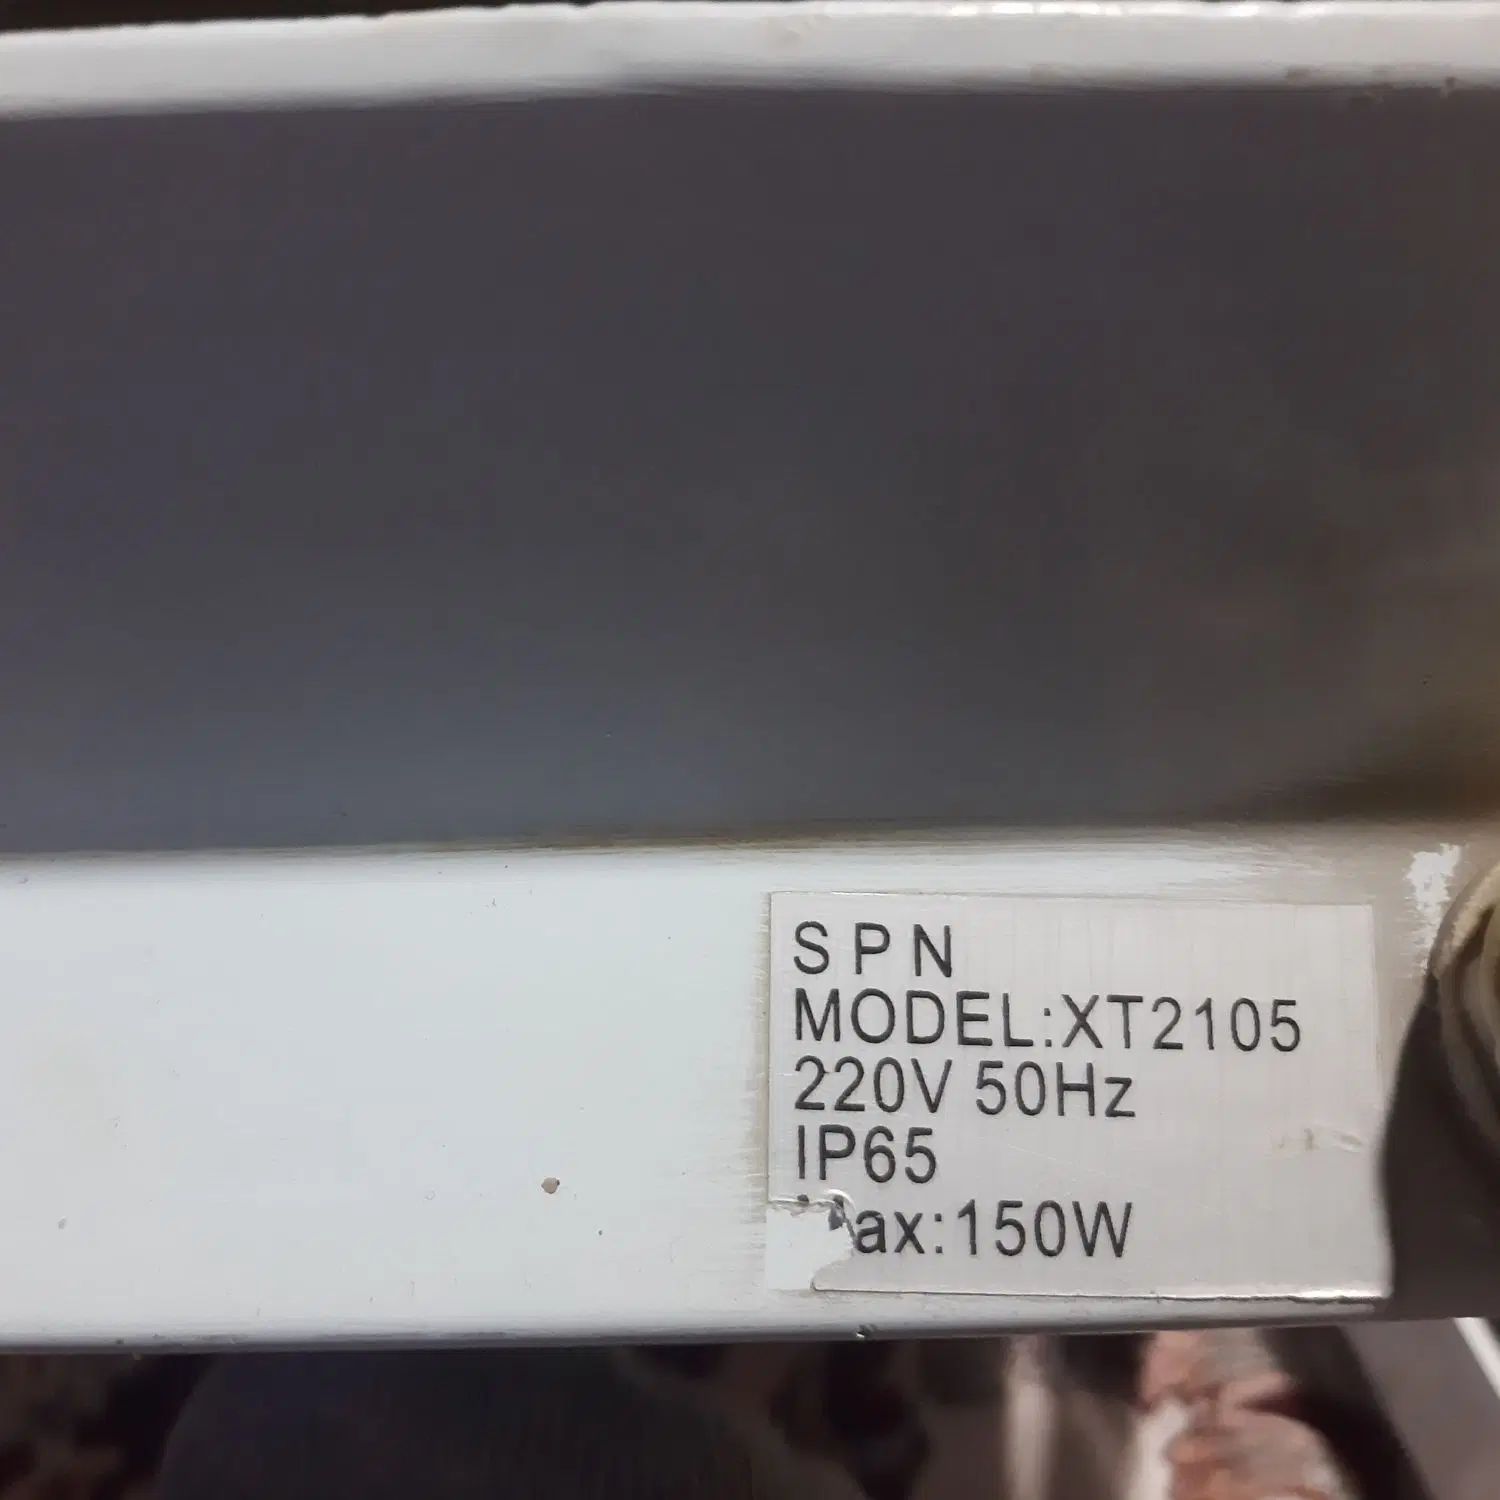 SPN
MODEL:XT2105
220V 50Hz
IP65
ax:150W